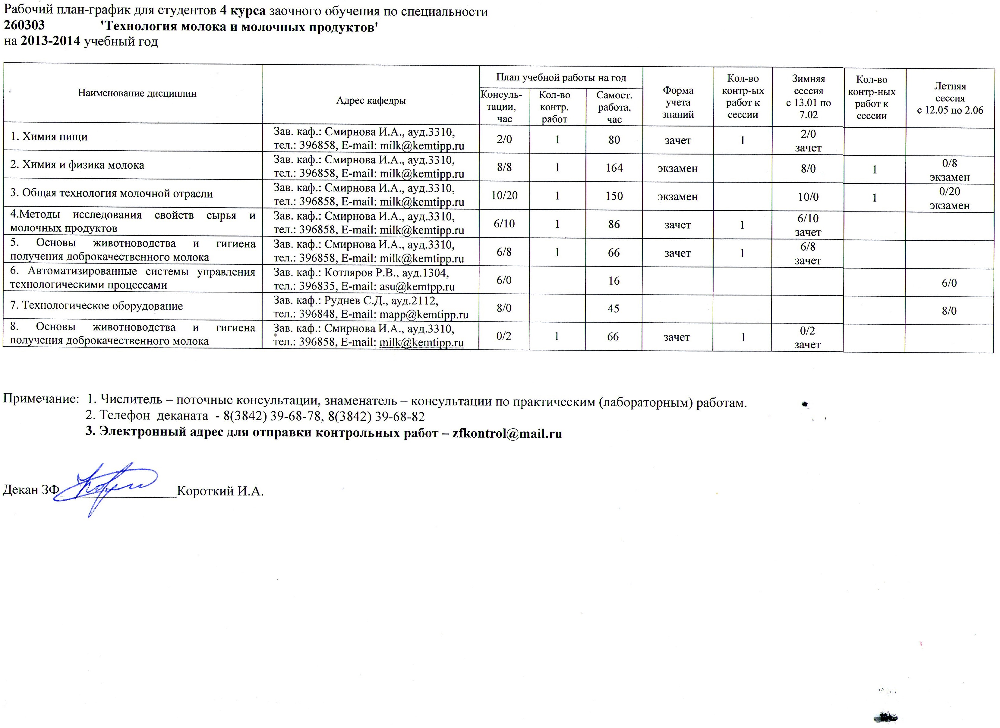 Рабочий план-график для студентов 4 курса заочного обучения по специальности
260303 'Технология молока и молочных продуктов'
на 2013-2014 учебный год
Наименование дисциплин
Адрес кафедры
План учебной работы на год
Консуль-
тации,
час
Кол-во
контр.
работ
Самост.
работа,
час
Форма
учета
знаний
Кол-во
контр-ых
работ к
сессии
Зимняя
сессия
с 13.01 по
7.02
Кол-во
контр-ных
работ к
сессии
Летняя
сессия
с 12.05 по 2.06
1. Химия пищи
Зав. каф.: Смирнова И.А., ауд.3310,
тел.: 396858, E-mail: milk@kemtipp.ru
2/0
1
80
зачет
1
2/0
зачет
2. Химия и физика молока
Зав. каф.: Смирнова И.А., ауд.3310,
тел.: 396858, E-mail: milk@kemtipp.ru
8/8
1
164
экзамен
8/0
1
0/8
экзамен
3. Общая технология молочной отрасли
Зав. каф.: Смирнова И.А., ауд.3310,
тел.: 396858, E-mail: milk@kemtipp.ru
10/20
1
150
экзамен
10/0
1
0/20
экзамен
4.Методы исследования свойств сырья и
молочных продуктов
Зав. каф.: Смирнова И.А., ауд.3310,
тел.: 396858, E-mail: milk@kemtipp.ru
6/10
1
86
зачет
1
6/10
зачет
5. Основы животноводства и гигиена
получения доброкачественного молока
Зав. каф.: Смирнова И.А., ауд.3310,
тел.: 396858, E-mail: milk@kemtipp.ru
6/8
1
66
зачет
1
6/8
зачет
6. Автоматизированные системы управления
технологическими процессами
Зав. каф.: Котляров Р.В., ауд.1304,
тел.: 396835, E-mail: asu@kemtpp.ru
6/0
16
6/0
7. Технологическое оборудование
Зав. каф.: Руднев С.Д., ауд.2112,
тел.: 396848, E-mail: mapp@kemtipp.ru
8/0
45
8/0
8. Основы животноводства и гигиена
получения доброкачественного молока
Зав. каф.: Смирнова И.А., ауд.3310,
тел.: 396858, E-mail: milk@kemtipp.ru
0/2
1
66
зачет
1
0/2
зачет
Примечание: 1. Числитель – поточные консультации, знаменатель – консультации по практическим (лабораторным) работам.
2. Телефон деканата - 8(3842) 39-68-78, 8(3842) 39-68-82
3. Электронный адрес для отправки контрольных работ – zfkontrol@mail.ru
Декан ЗФ Короткий И.А.